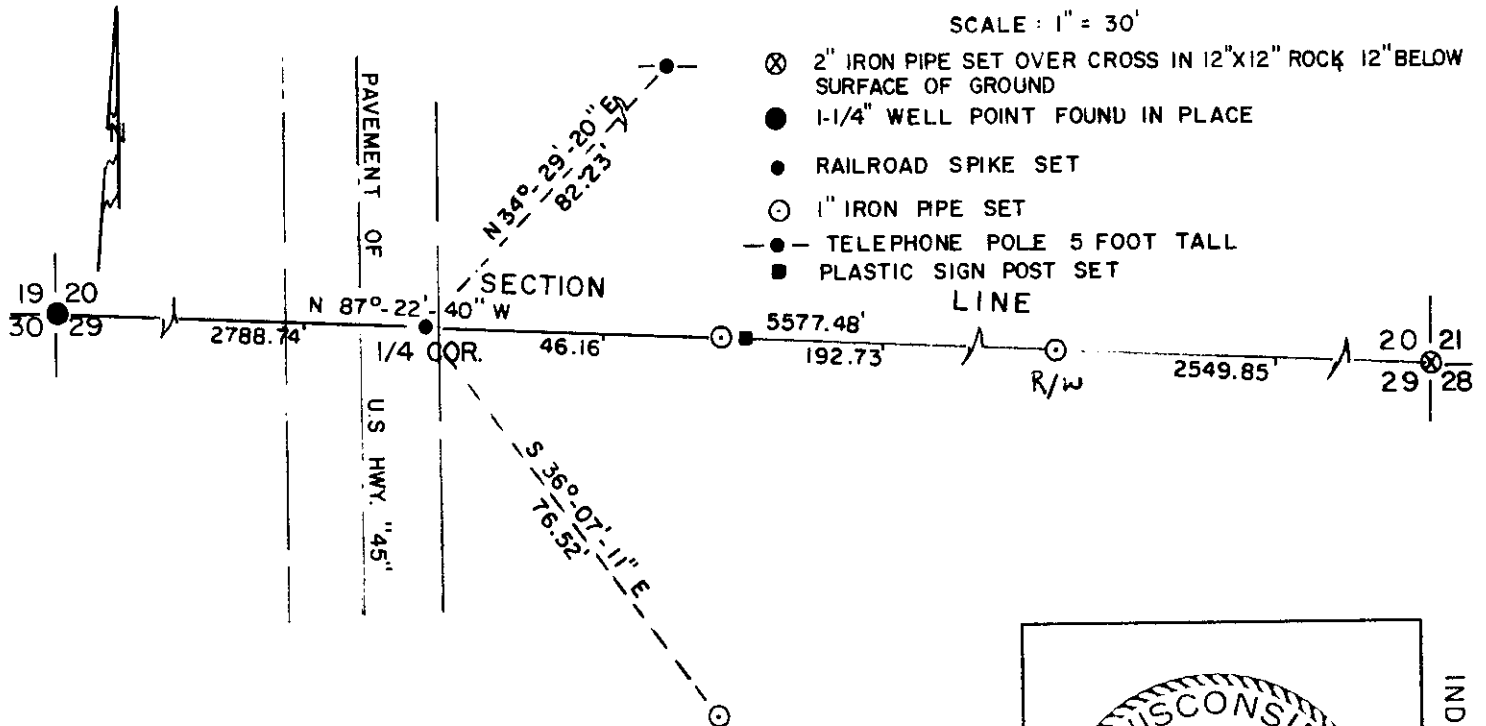 SCALE : 1" = 30'
2" IRON PIPE SET OVER CROSS IN 12"X12" ROCK 12" BELOW
SURFACE OF GROUND
1-1/4" WELL POINT FOUND IN PLACE
RAILROAD SPIKE SET
1" IRON PIPE SET
TELEPHONE POLE 5 FOOT TALL
PLASTIC SIGN POST SET
PAVEMENT OF U.S HWY. "45"
N 34°-29'-20" E
82.23'
SECTION LINE
19 20
30 29
N 87°-22'-40" W
5577.48'
2788.74'
1/4 COR.
46.16'
192.73'
R/W
2549.85'
20 21
29 28
S 36°-07'-11" E
76.52'
WISCONSI
IND